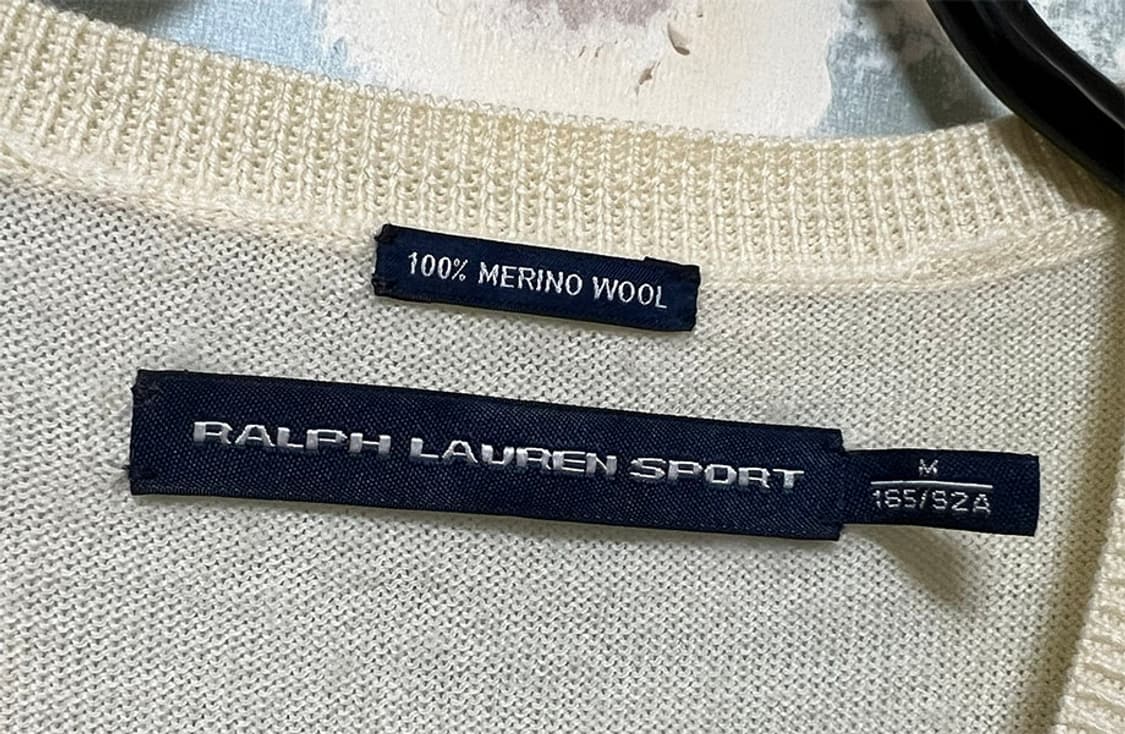 100% MERINO WOOL
RALPH LAUREN SPORT
M
165/92A